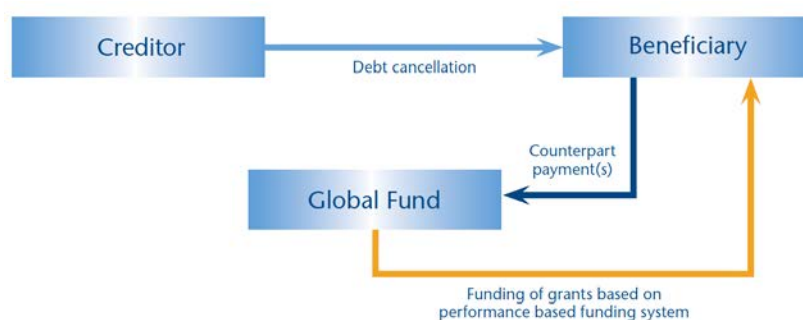 Creditor
Beneficiary
Debt cancellation
Counterpart
payment(s)
Global Fund
Funding of grants based on
performance based funding system